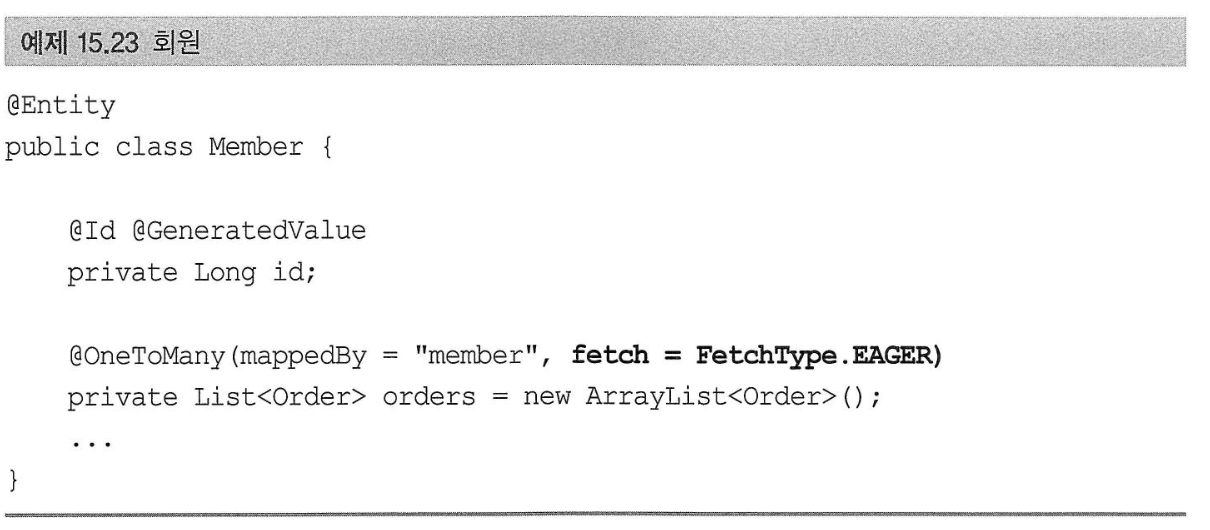 예제 15.23 회원
@Entity
public class Member {
@Id @GeneratedValue
private Long id;
@OneToMany(mappedBy = "member", fetch = FetchType.EAGER)
private List<Order> orders = new ArrayList<Order>();
...
}